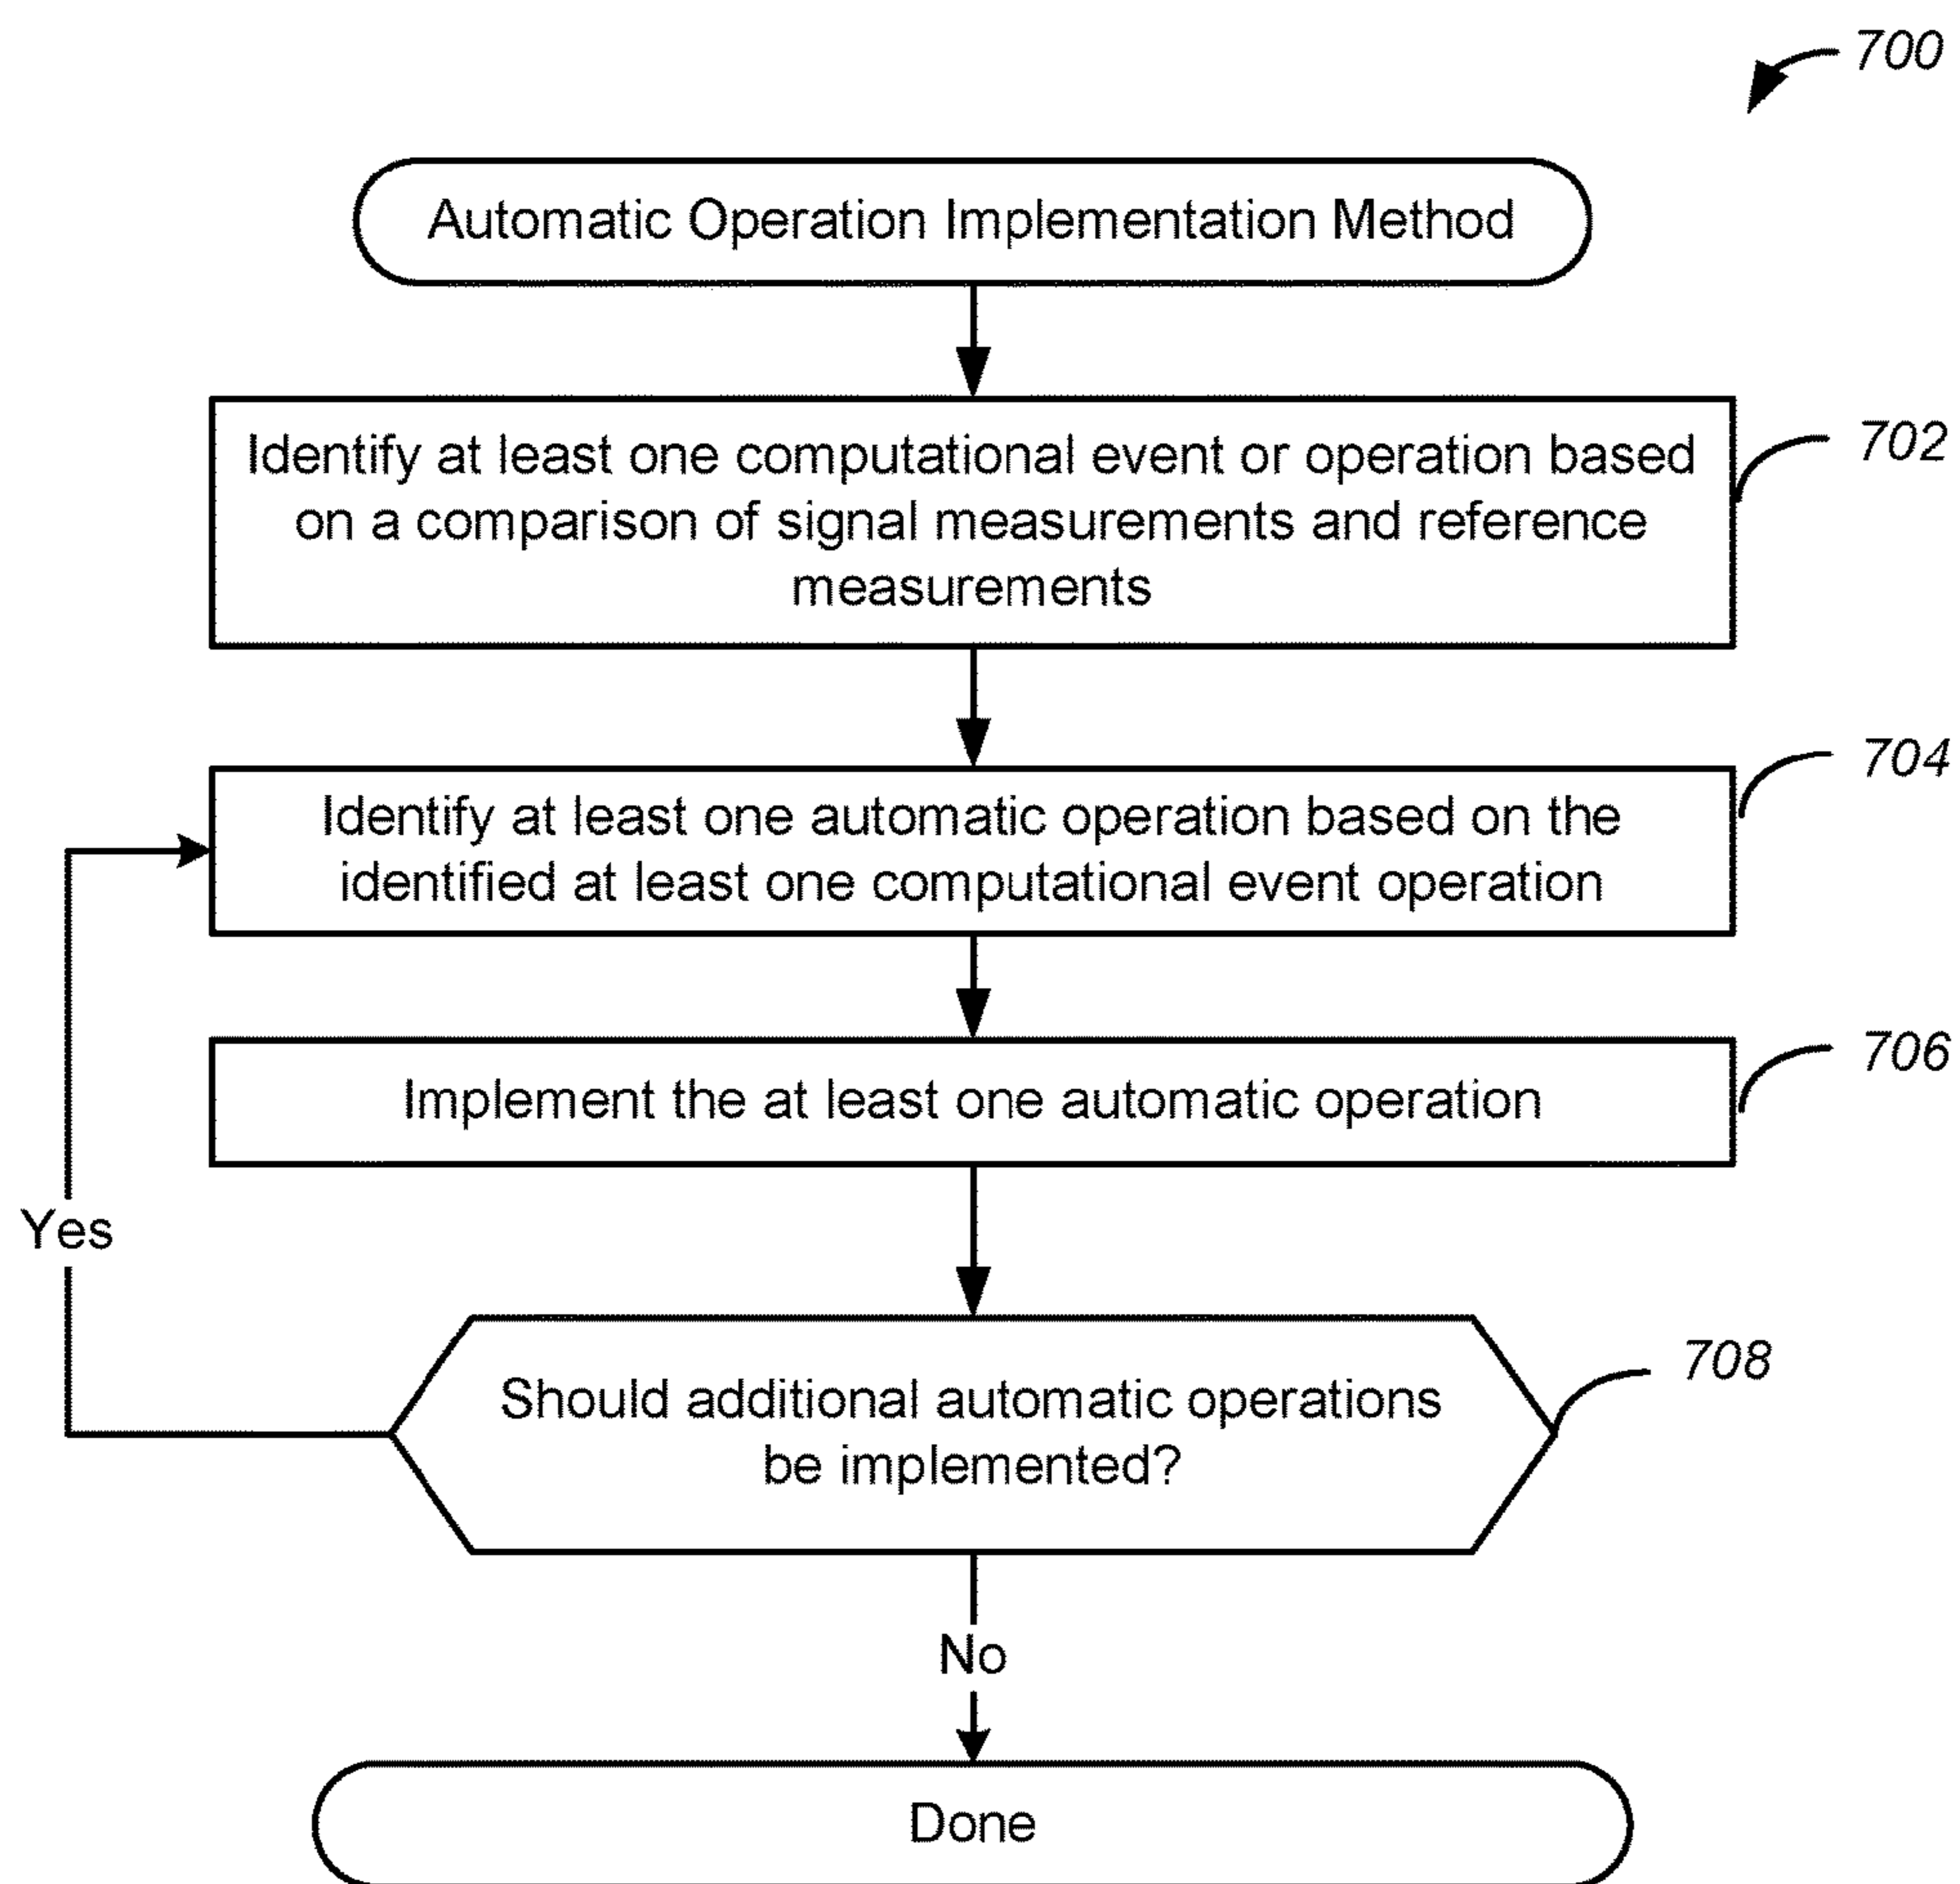 700
Automatic Operation Implementation Method
Identify at least one computational event or operation based
on a comparison of signal measurements and reference
measurements
702
Identify at least one automatic operation based on the
identified at least one computational event operation
704
Implement the at least one automatic operation
706
Yes
Should additional automatic operations
be implemented?
708
No
Done